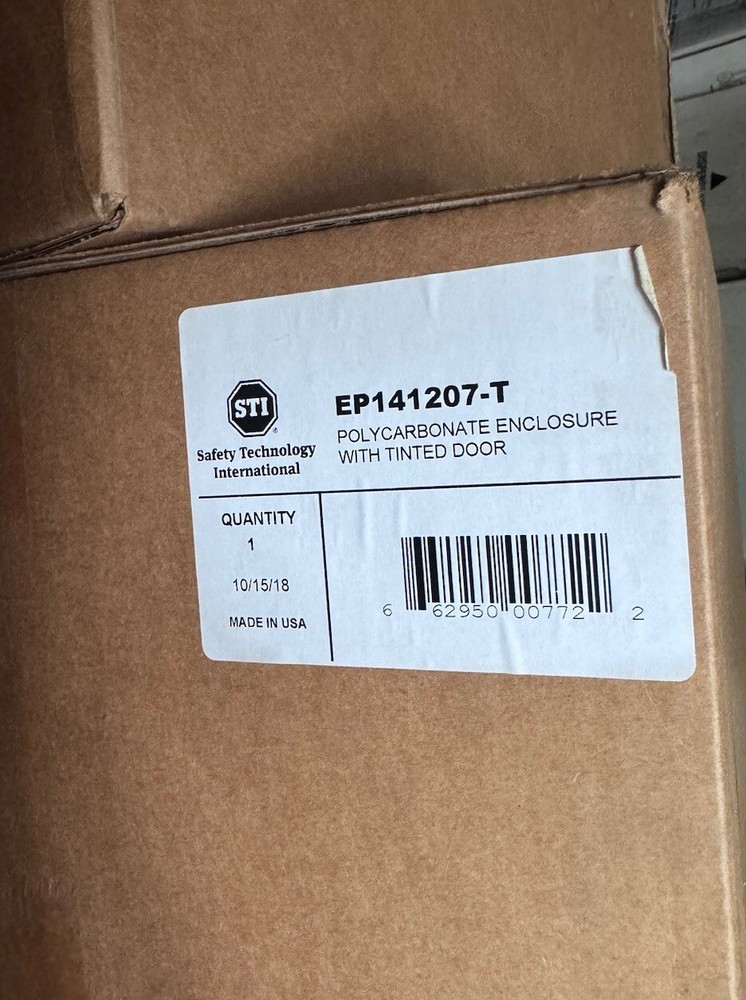 STI
®
Safety Technology
International
EP141207-T
POLYCARBONATE ENCLOSURE
WITH TINTED DOOR
QUANTITY
1
10/15/18
MADE IN USA
6 62950 00772 2